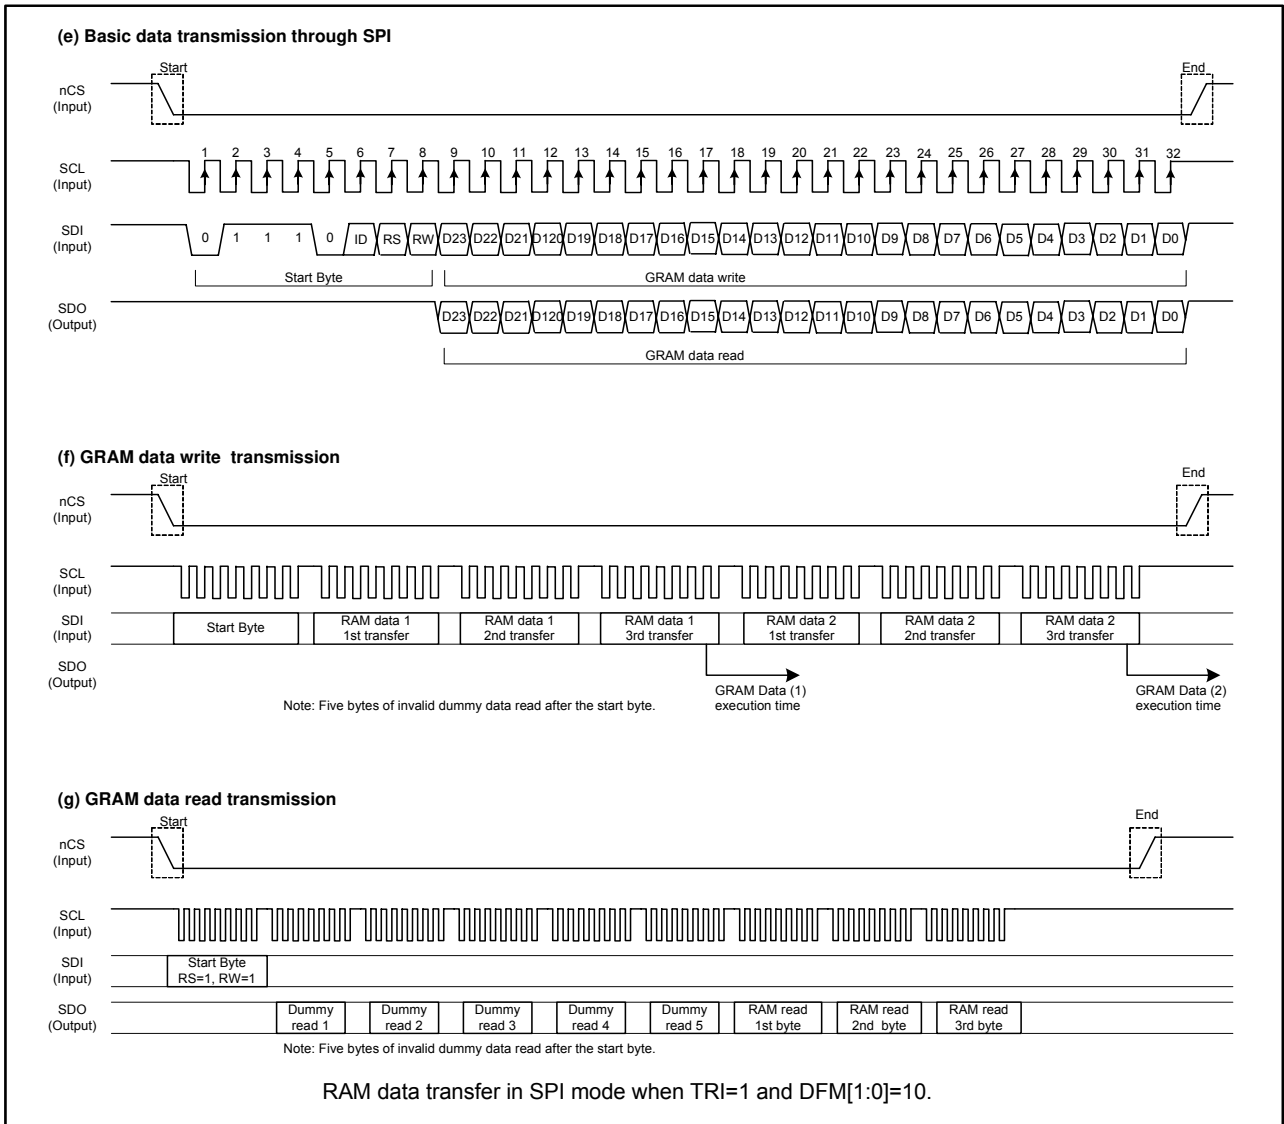 (e) Basic data transmission through SPI
Start
End
nCS
(Input)
1 2 3 4 5 6 7 8 9 10 11 12 13 14 15 16 17 18 19 20 21 22 23 24 25 26 27 28 29 30 31 32
SCL
(Input)
SDI
(Input)
0 1 1 1 0 ID RS RW D23 D22 D21 D120 D19 D18 D17 D16 D15 D14 D13 D12 D11 D10 D9 D8 D7 D6 D5 D4 D3 D2 D1 D0
Start Byte
GRAM data write
SDO
(Output)
D23 D22 D21 D120 D19 D18 D17 D16 D15 D14 D13 D12 D11 D10 D9 D8 D7 D6 D5 D4 D3 D2 D1 D0
GRAM data read
(f) GRAM data write transmission
Start
End
nCS
(Input)
SCL
(Input)
SDI
(Input)
Start Byte
RAM data 1
1st transfer
RAM data 1
2nd transfer
RAM data 1
3rd transfer
RAM data 2
1st transfer
RAM data 2
2nd transfer
RAM data 2
3rd transfer
SDO
(Output)
GRAM Data (1)
execution time
GRAM Data (2)
execution time
Note: Five bytes of invalid dummy data read after the start byte.
(g) GRAM data read transmission
Start
End
nCS
(Input)
SCL
(Input)
SDI
(Input)
Start Byte
RS=1, RW=1
SDO
(Output)
Dummy
read 1
Dummy
read 2
Dummy
read 3
Dummy
read 4
Dummy
read 5
RAM read
1st byte
RAM read
2nd byte
RAM read
3rd byte
Note: Five bytes of invalid dummy data read after the start byte.
RAM data transfer in SPI mode when TRI=1 and DFM[1:0]=10.